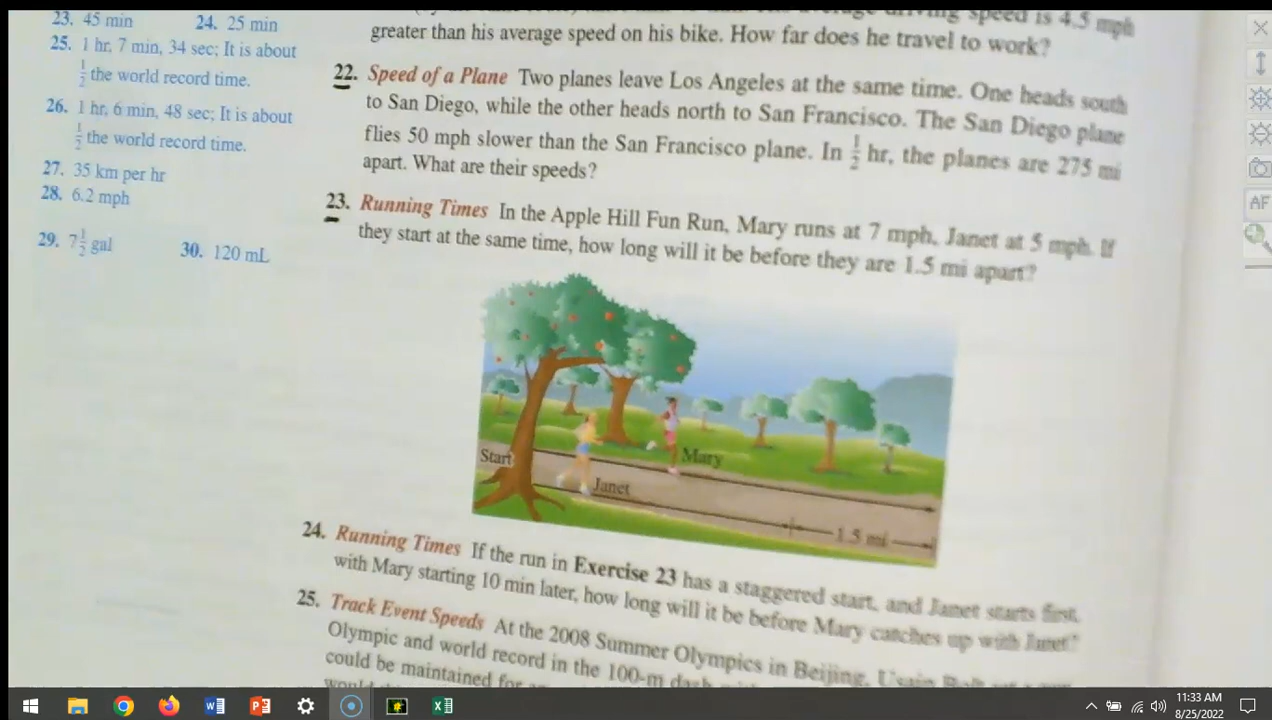 23. 45 min 24. 25 min
25. 1 hr, 7 min, 34 sec; It is about
1/2 the world record time.
26. 1 hr, 6 min, 48 sec; It is about
1/2 the world record time.
27. 35 km per hr
28. 6.2 mph
29. 7 1/2 gal 30. 120 mL
speed is 4.5 mph
greater than his average speed on his bike. How far does he travel to work?
22. Speed of a Plane Two planes leave Los Angeles at the same time. One heads south
to San Diego, while the other heads north to San Francisco. The San Diego plane
flies 50 mph slower than the San Francisco plane. In 1/2 hr, the planes are 275 mi
apart. What are their speeds?
23. Running Times In the Apple Hill Fun Run, Mary runs at 7 mph, Janet at 5 mph. If
they start at the same time, how long will it be before they are 1.5 mi apart?
Start
Mary
Janet
1.5 mi
24. Running Times If the run in Exercise 23 has a staggered start, and Janet starts first,
with Mary starting 10 min later, how long will it be before Mary catches up with Janet?
25. Track Event Speeds At the 2008 Summer Olympics in Beijing, Usain Bolt
Olympic and world record in the 100-m dash
could be maintained for
would
AF
11:33 AM
8/25/2022